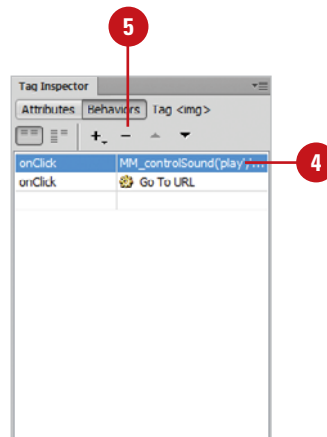 5
Tag Inspector
Attributes Behaviors Tag <img>
onClick MM_controlSound('play',...
4
onClick Go To URL